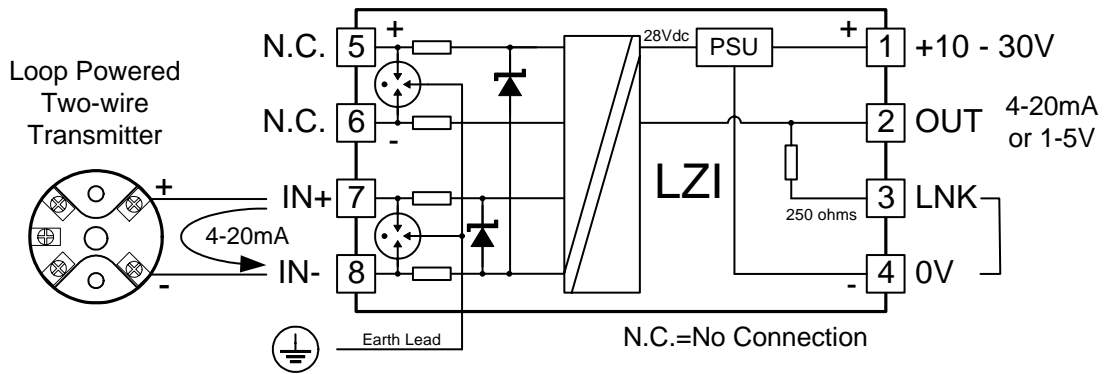 Loop Powered
Two-wire
Transmitter
+
-
4-20mA
N.C.
5
+
N.C.
6
-
IN+
7
IN-
8
Earth Lead
28Vdc
PSU
LZI
250 ohms
+
1
+10 - 30V
2
OUT
4-20mA
or 1-5V
3
LNK
-
4
0V
N.C.=No Connection